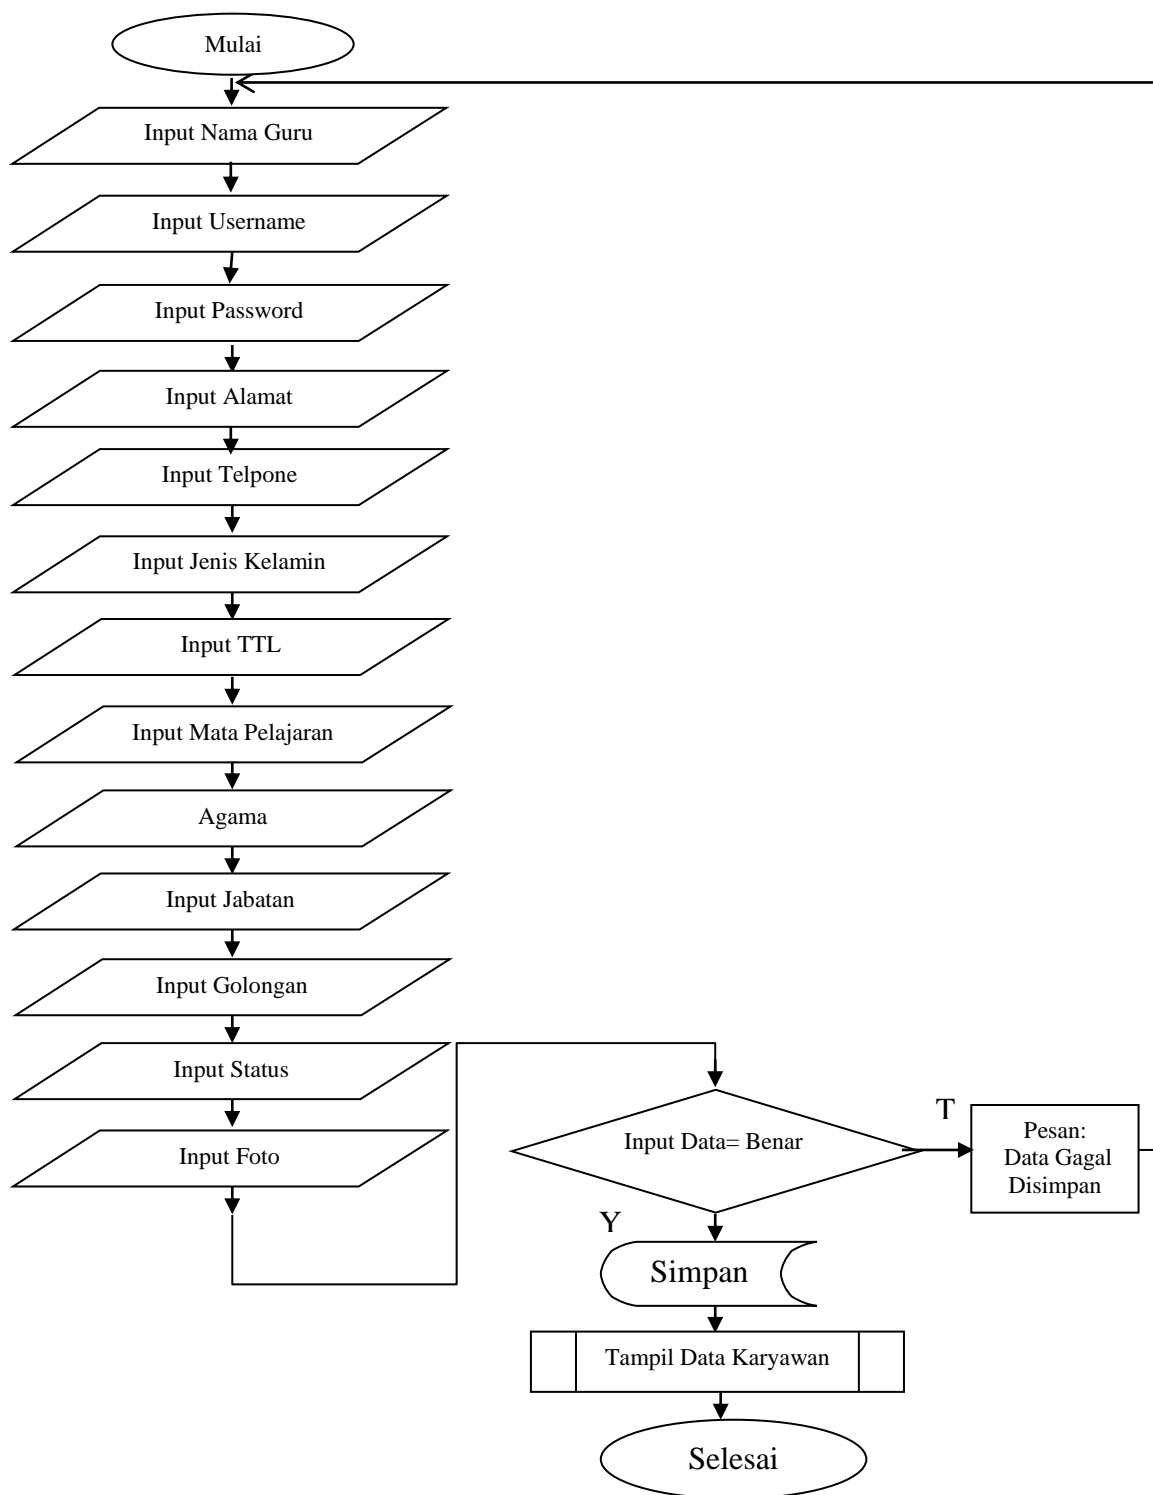 Mulai
Input Nama Guru
Input Username
Input Password
Input Alamat
Input Telpone
Input Jenis Kelamin
Input TTL
Input Mata Pelajaran
Agama
Input Jabatan
Input Golongan
Input Status
Input Foto
Input Data= Benar
T
Pesan:
Data Gagal
Disimpan
Y
Simpan
Tampil Data Karyawan
Selesai